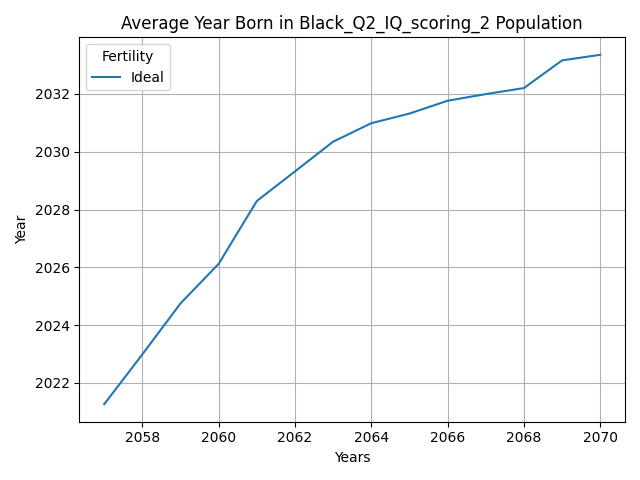 Average Year Born in Black_Q2_IQ_scoring_2 Population
Fertility
Ideal
Year
2032
2030
2028
2026
2024
2022
2058 2060 2062 2064 2066 2068 2070
Years